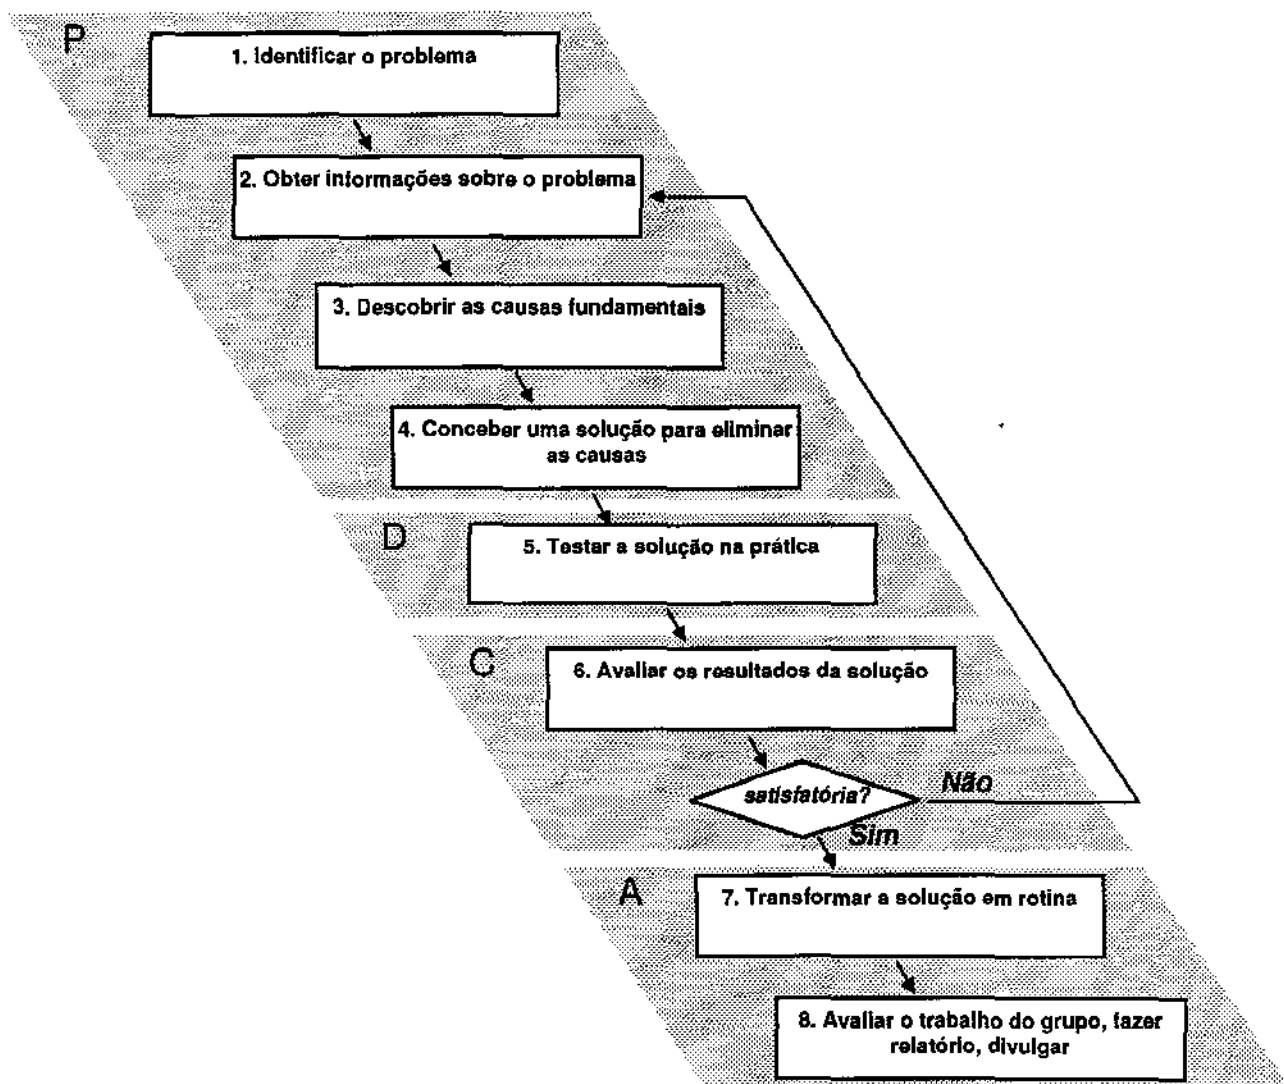 P
1. Identificar o problema
2. Obter informações sobre o problema
3. Descobrir as causas fundamentais
4. Conceber uma solução para eliminar
as causas
D
5. Testar a solução na prática
C
6. Avaliar os resultados da solução
satisfatória?
Não
Sim
A
7. Transformar a solução em rotina
8. Avaliar o trabalho do grupo, fazer
relatório, divulgar